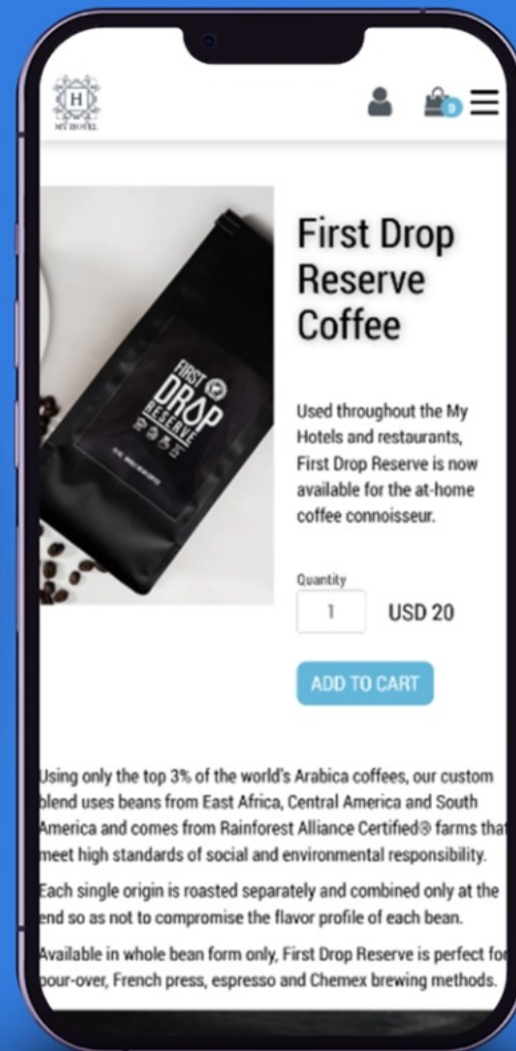 H
MY HOTEL
0
First Drop
Reserve
Coffee
FIRST
DROP
RESERVE
Used throughout the My
Hotels and restaurants,
First Drop Reserve is now
available for the at-home
coffee connoisseur.
Quantity
1
USD 20
ADD TO CART
Using only the top 3% of the world's Arabica coffees, our custom
blend uses beans from East Africa, Central America and South
America and comes from Rainforest Alliance Certified® farms that
meet high standards of social and environmental responsibility.
Each single origin is roasted separately and combined only at the
end so as not to compromise the flavor profile of each bean.
Available in whole bean form only, First Drop Reserve is perfect for
pour-over, French press, espresso and Chemex brewing methods.